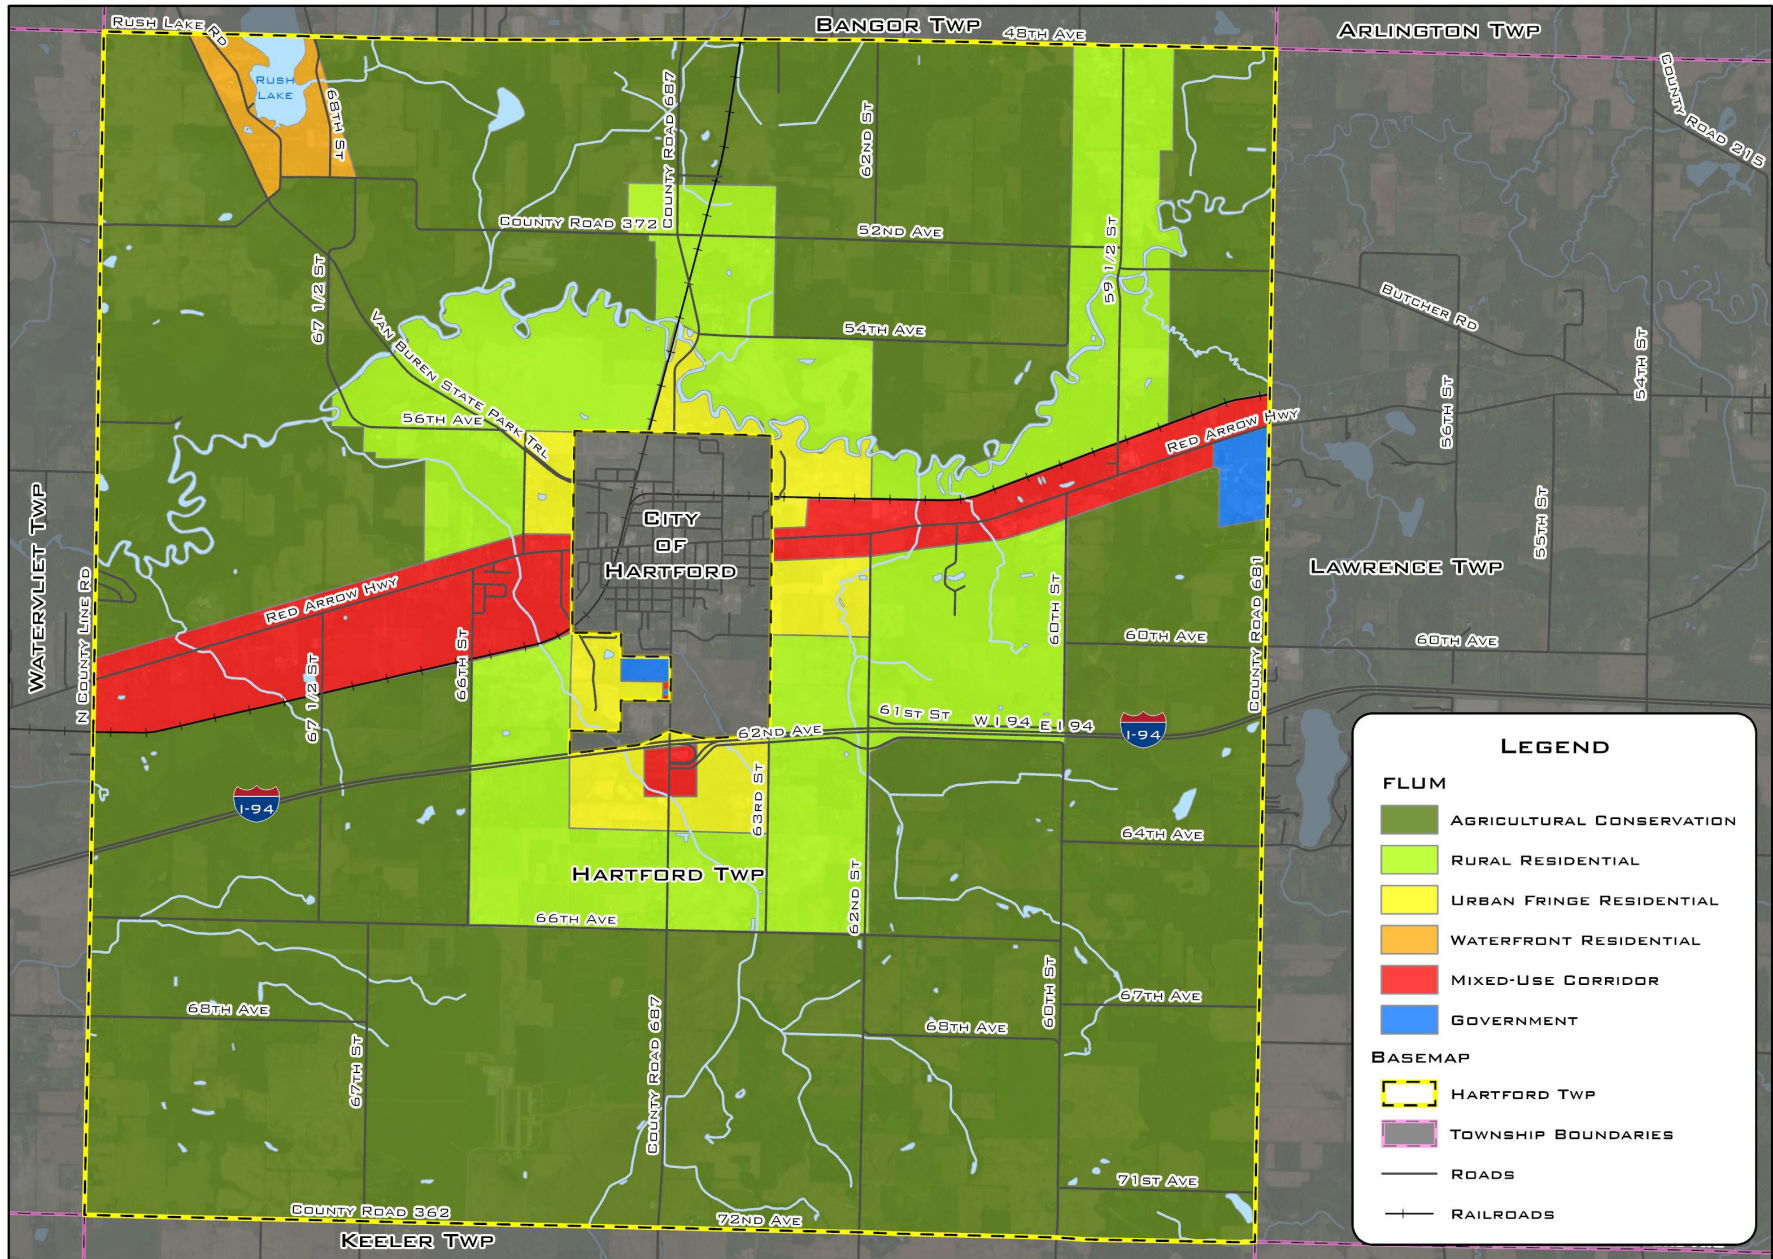 Rush Lake Rd
Bangor Twp
48th Ave
Arlington Twp
County Road 215
Rush
Lake
68th St
County Road 687
62nd St
County Road 372
52nd Ave
59 1/2 St
67 1/2 St
Van Buren State Park Trl
54th Ave
Butcher Rd
54th St
56th Ave
56th St
Red Arrow Hwy
Watervliet Twp
City
of
Hartford
55th St
N County Line Rd
Red Arrow Hwy
60th St
Lawrence Twp
County Road 681
60th Ave
60th Ave
66th St
67 1/2 St
61st St
W I 94 E I 94
62nd Ave
I-94
I-94
63rd St
64th Ave
Hartford Twp
62nd St
66th Ave
68th Ave
67th Ave
60th St
68th Ave
67th St
County Road 687
71st Ave
County Road 362
72nd Ave
Keeler Twp
Legend
FLUM
Agricultural Conservation
Rural Residential
Urban Fringe Residential
Waterfront Residential
Mixed-Use Corridor
Government
Basemap
Hartford Twp
Township Boundaries
Roads
Railroads